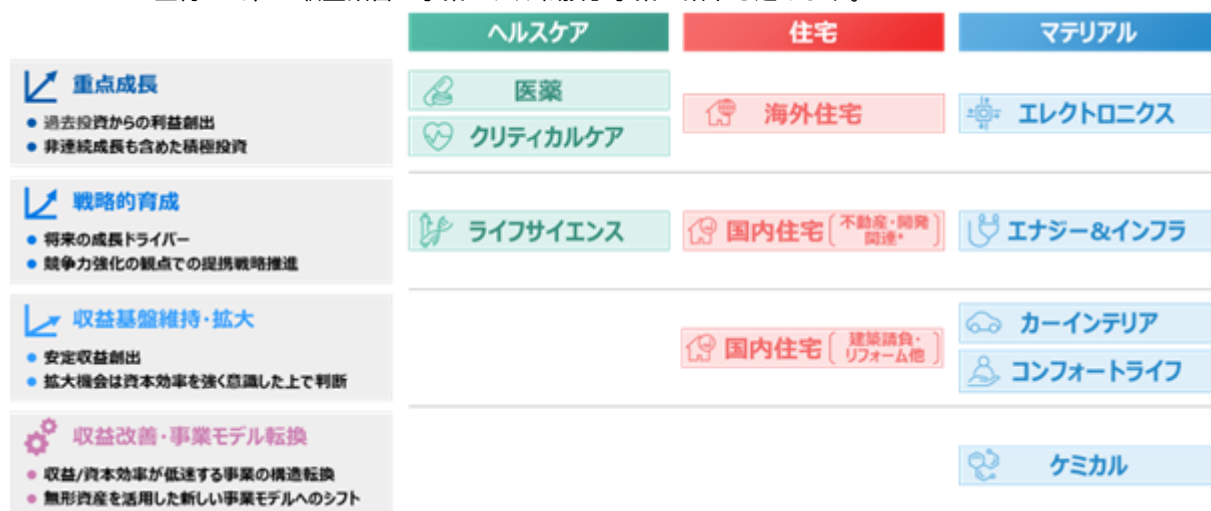 ヘルスケア
住宅
マテリアル
重点成長
● 過去投資からの利益創出
● 非連続成長も含めた積極投資
医薬
クリティカルケア
海外住宅
エレクトロニクス
戦略的育成
● 将来の成長ドライバー
● 競争力強化の観点での提携戦略推進
ライフサイエンス
国内住宅(不動産・開発
関連*)
エナジー&インフラ
収益基盤維持・拡大
● 安定収益創出
● 拡大機会は資本効率を強く意識した上で判断
国内住宅(建築請負・
リフォーム他)
カーインテリア
コンフォートライフ
収益改善・事業モデル転換
● 収益/資本効率が低迷する事業の構造転換
● 無形資産を活用した新しい事業モデルへのシフト
ケミカル